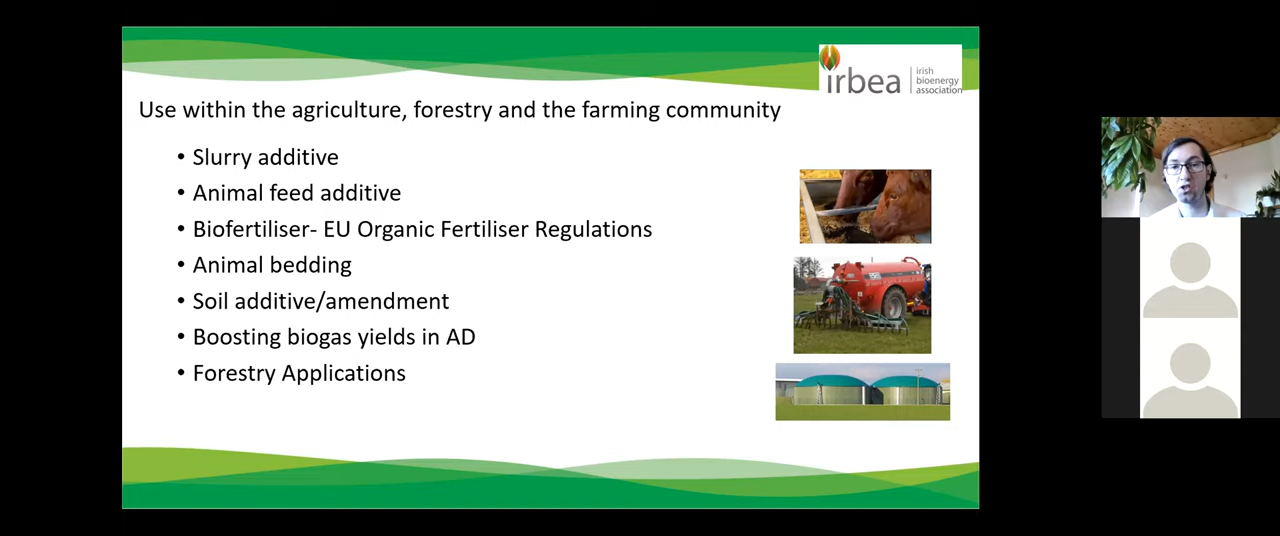 irbea
irish
bioenergy
association
Use within the agriculture, forestry and the farming community
• Slurry additive
• Animal feed additive
• Biofertiliser- EU Organic Fertiliser Regulations
• Animal bedding
• Soil additive/amendment
• Boosting biogas yields in AD
• Forestry Applications